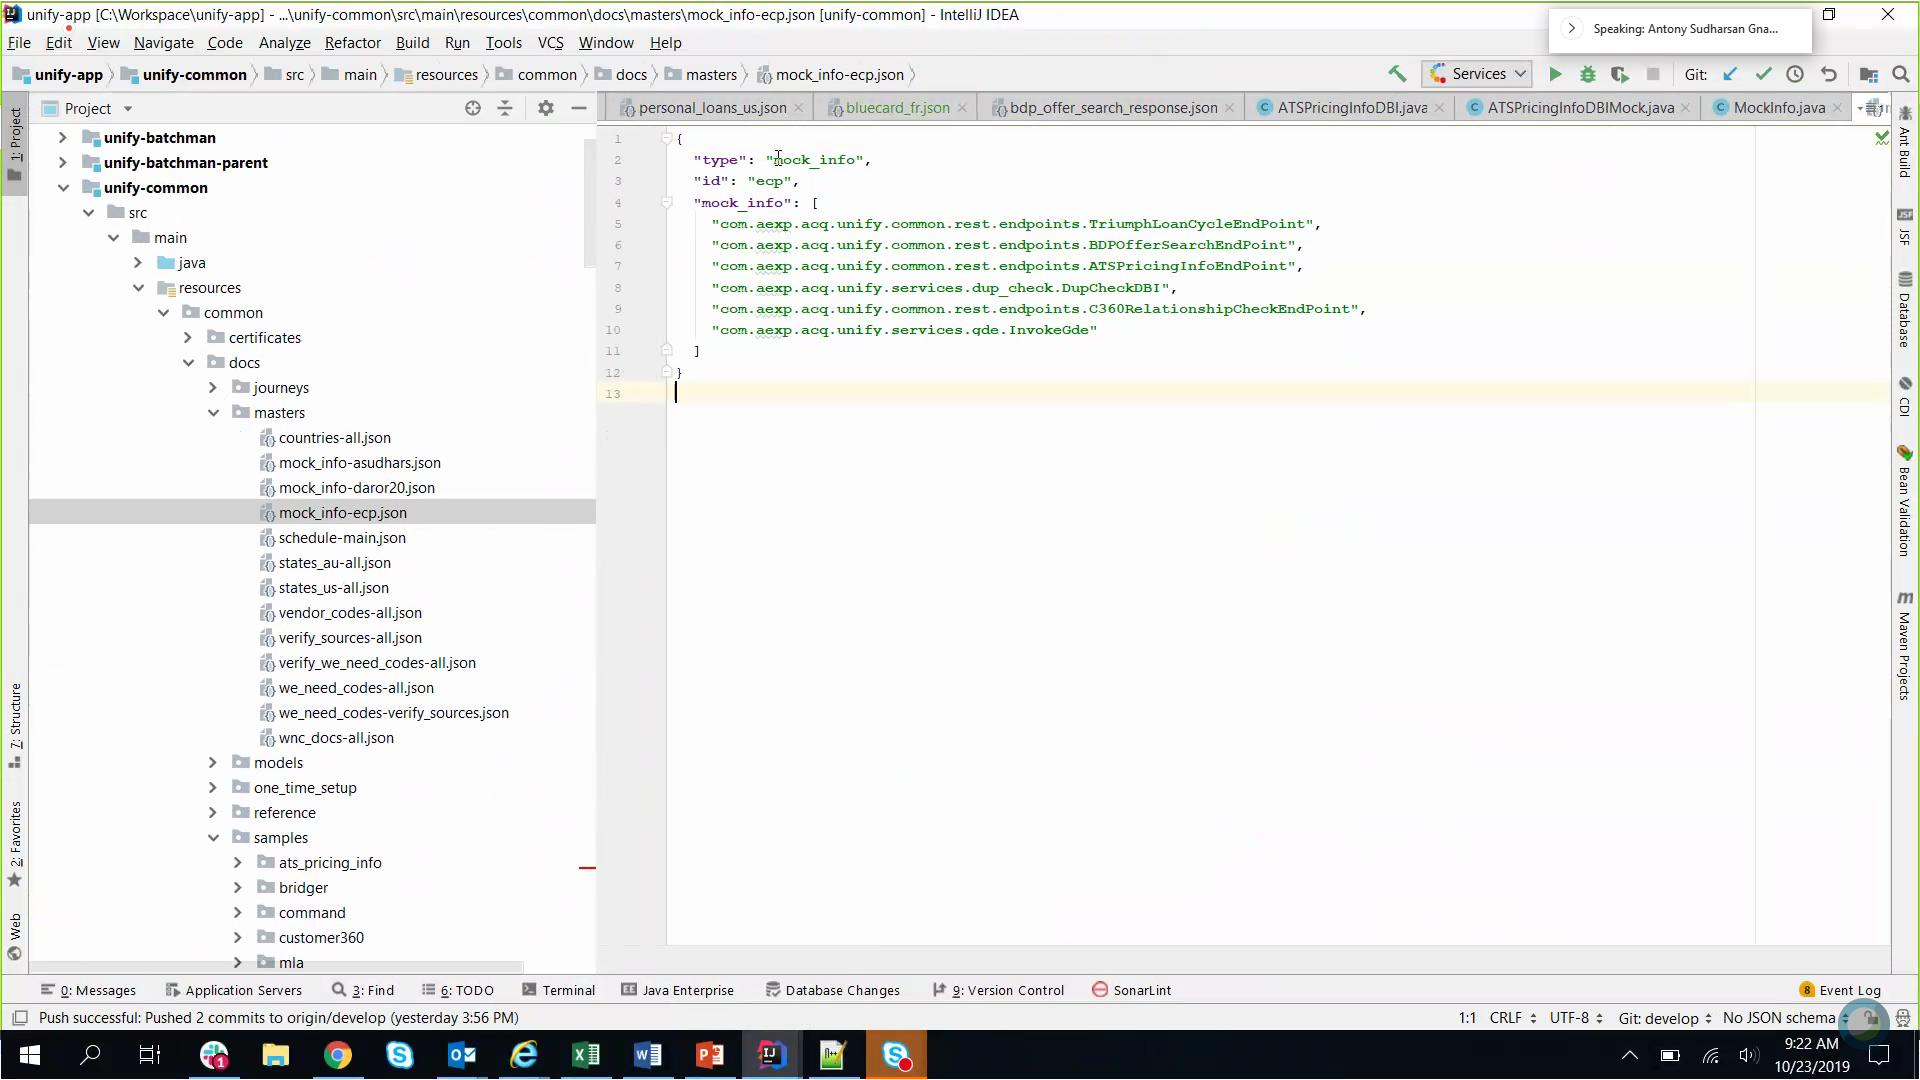 unify-app [C:\Workspace\unify-app] - ...\unify-common\src\main\resources\common\docs\masters\mock_info-ecp.json [unify-common] - IntelliJ IDEA
Speaking: Antony Sudharsan Gna...
File Edit View Navigate Code Analyze Refactor Build Run Tools VCS Window Help
unify-app unify-common src main resources common docs masters mock_info-ecp.json
Services Git:
Project
personal_loans_us.json bluecard_fr.json bdp_offer_search_response.json ATSPricingInfoDBI.java ATSPricingInfoDBIMock.java MockInfo.java
unify-batchman
unify-batchman-parent
unify-common
src
main
java
resources
common
certificates
docs
journeys
masters
countries-all.json
mock_info-asudhars.json
mock_info-daror20.json
mock_info-ecp.json
schedule-main.json
states_au-all.json
states_us-all.json
vendor_codes-all.json
verify_sources-all.json
verify_we_need_codes-all.json
we_need_codes-all.json
we_need_codes-verify_sources.json
wnc_docs-all.json
models
one_time_setup
reference
samples
ats_pricing_info
bridger
command
customer360
mla
1 {
2 "type": "mock_info",
3 "id": "ecp",
4 "mock_info": [
5 "com.aexp.acq.unify.common.rest.endpoints.TriumphLoanCycleEndPoint",
6 "com.aexp.acq.unify.common.rest.endpoints.BDPOfferSearchEndPoint",
7 "com.aexp.acq.unify.common.rest.endpoints.ATSPricingInfoEndPoint",
8 "com.aexp.acq.unify.services.dup_check.DupCheckDBI",
9 "com.aexp.acq.unify.common.rest.endpoints.C360RelationshipCheckEndPoint",
10 "com.aexp.acq.unify.services.gde.InvokeGde"
11 ]
12 }
13
1: Project
7: Structure
2: Favorites
Web
Ant Build
JSF
Database
CDI
Bean Validation
Maven Projects
0: Messages Application Servers 3: Find 6: TODO Terminal Java Enterprise Database Changes 9: Version Control SonarLint 8 Event Log
Push successful: Pushed 2 commits to origin/develop (yesterday 3:56 PM) 1:1 CRLF UTF-8 Git: develop No JSON schema
9:22 AM
10/23/2019